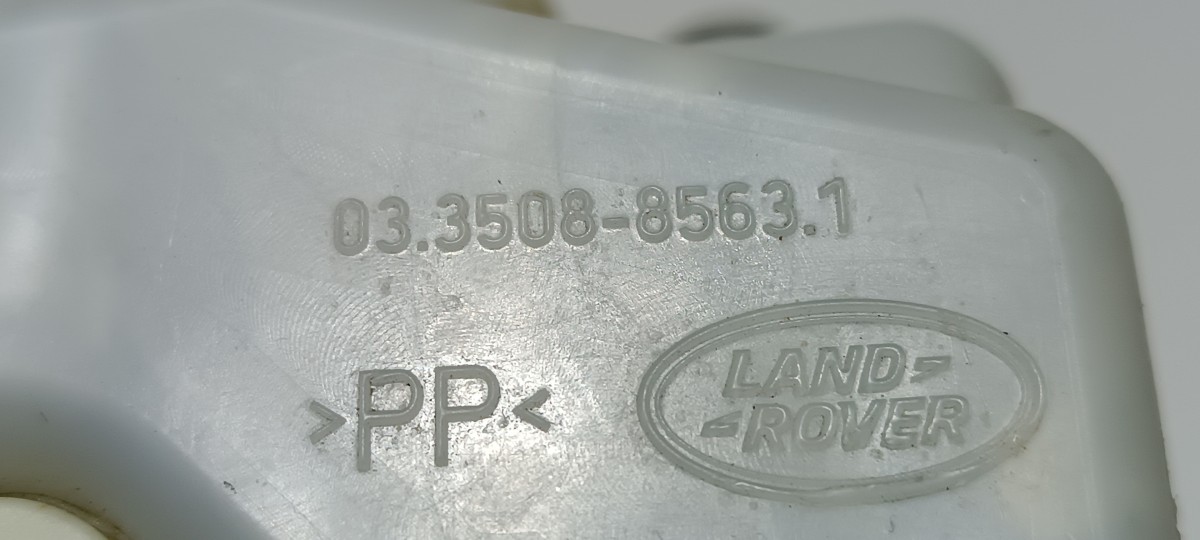 03.3508-8563.1
>PP<
LAND-
-ROVER